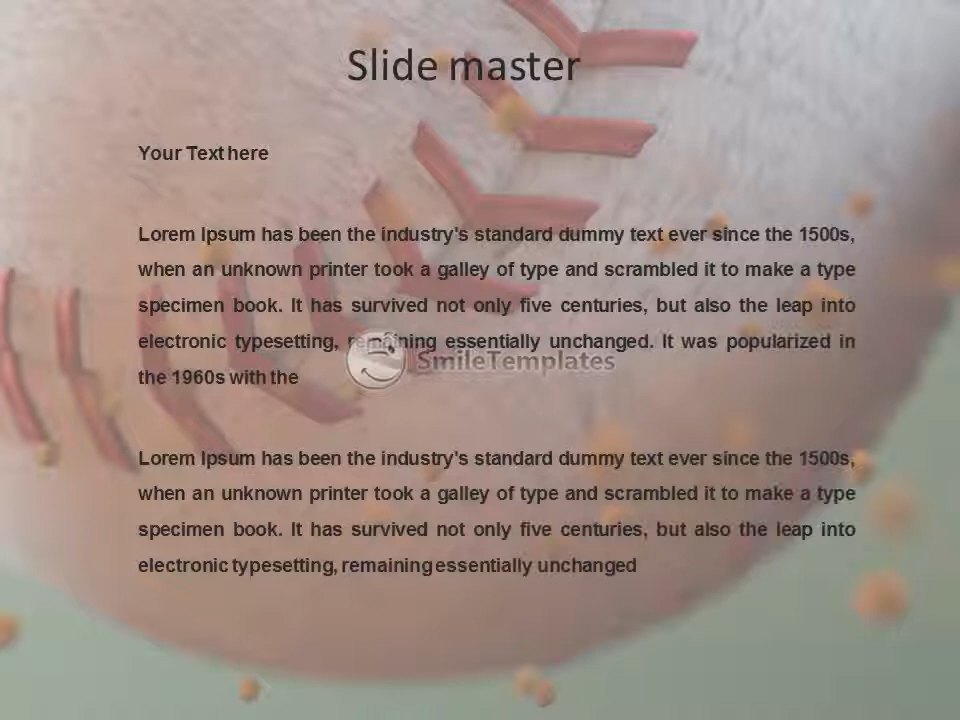 Slide master
Your Text here
Lorem Ipsum has been the industry's standard dummy text ever since the 1500s,
when an unknown printer took a galley of type and scrambled it to make a type
specimen book. It has survived not only five centuries, but also the leap into
electronic typesetting, remaining essentially unchanged. It was popularized in
SmileTemplates
the 1960s with the
Lorem Ipsum has been the industry's standard dummy text ever since the 1500s,
when an unknown printer took a galley of type and scrambled it to make a type
specimen book. It has survived not only five centuries, but also the leap into
electronic typesetting, remaining essentially unchanged